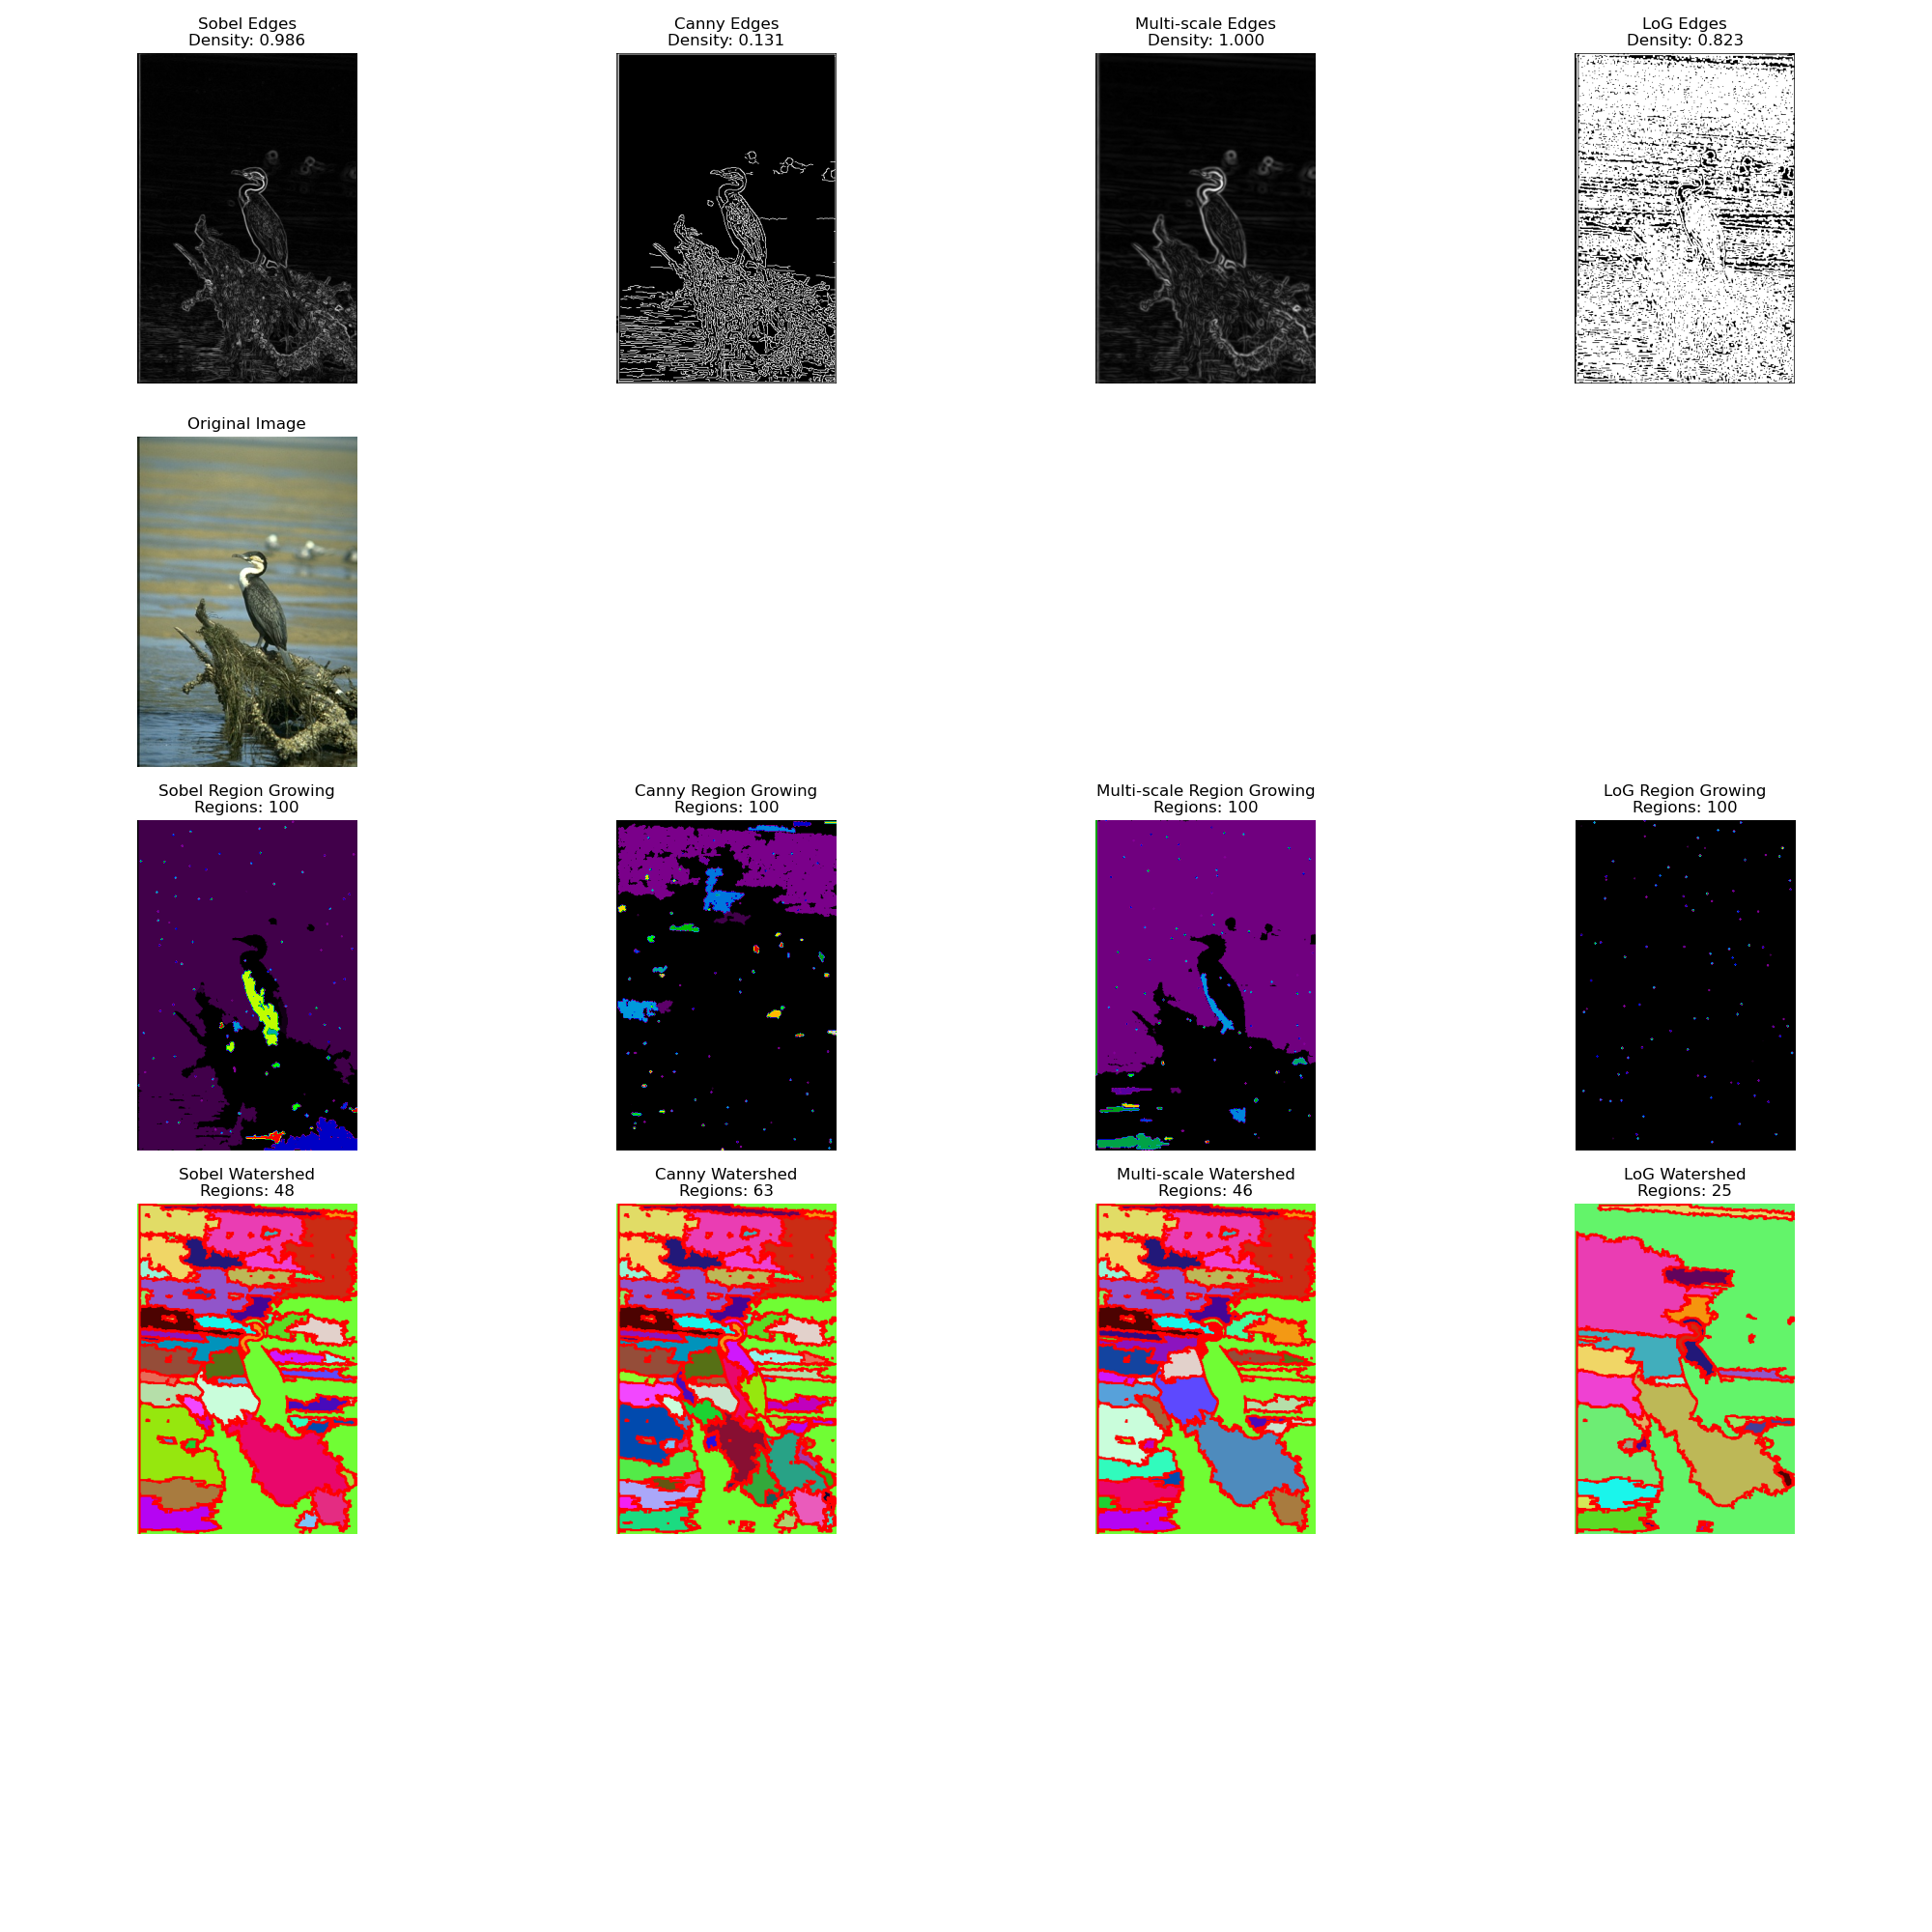 Sobel Edges
Density: 0.986
Canny Edges
Density: 0.131
Multi-scale Edges
Density: 1.000
LoG Edges
Density: 0.823
Original Image
Sobel Region Growing
Regions: 100
Canny Region Growing
Regions: 100
Multi-scale Region Growing
Regions: 100
LoG Region Growing
Regions: 100
Sobel Watershed
Regions: 48
Canny Watershed
Regions: 63
Multi-scale Watershed
Regions: 46
LoG Watershed
Regions: 25